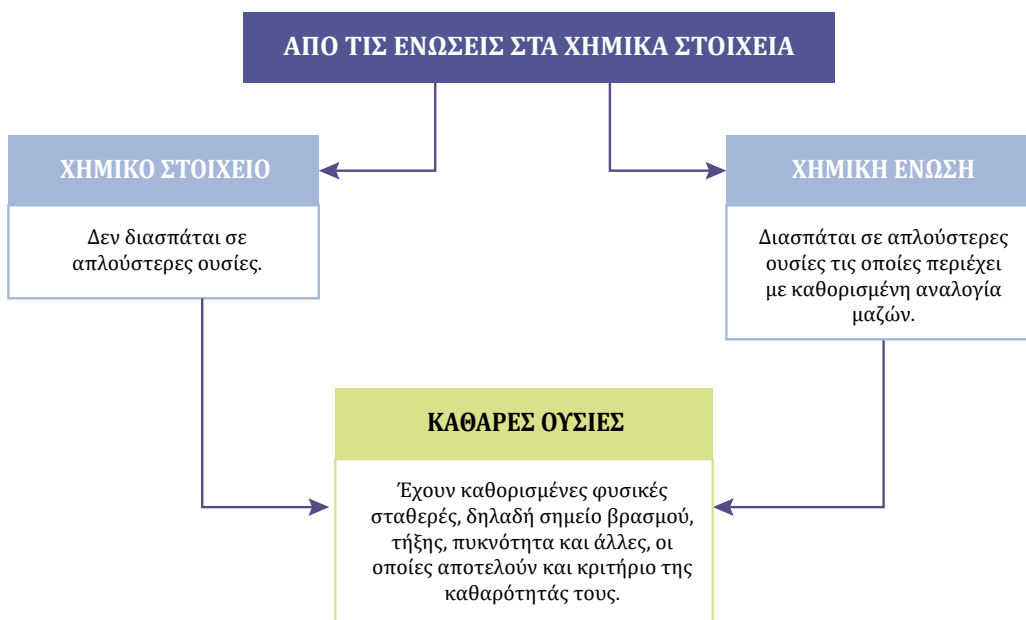 ΑΠΟ ΤΙΣ ΕΝΩΣΕΙΣ ΣΤΑ ΧΗΜΙΚΑ ΣΤΟΙΧΕΙΑ
ΧΗΜΙΚΟ ΣΤΟΙΧΕΙΟ
Δεν διασπάται σε
απλούστερες ουσίες.
ΧΗΜΙΚΗ ΕΝΩΣΗ
Διασπάται σε απλούστερες
ουσίες τις οποίες περιέχει
με καθορισμένη αναλογία
μαζών.
ΚΑΘΑΡΕΣ ΟΥΣΙΕΣ
Έχουν καθορισμένες φυσικές
σταθερές, δηλαδή σημείο βρασμού,
τήξης, πυκνότητα και άλλες, οι
οποίες αποτελούν και κριτήριο της
καθαρότητάς τους.